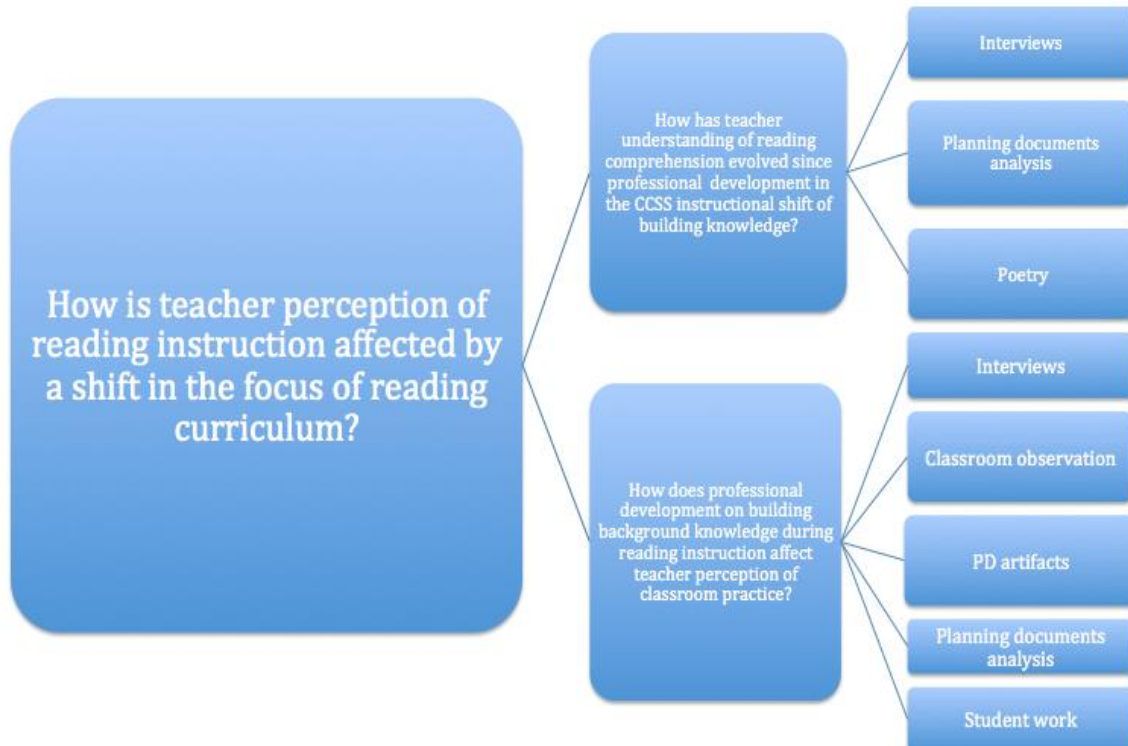 How is teacher perception of
reading instruction affected by
a shift in the focus of reading
curriculum?
How has teacher
understanding of reading
comprehension evolved since
professional development in
the CCSS instructional shift of
building knowledge?
Interviews
Planning documents
analysis
Poetry
How does professional
development on building
background knowledge during
reading instruction affect
teacher perception of
classroom practice?
Interviews
Classroom observation
PD artifacts
Planning documents
analysis
Student work